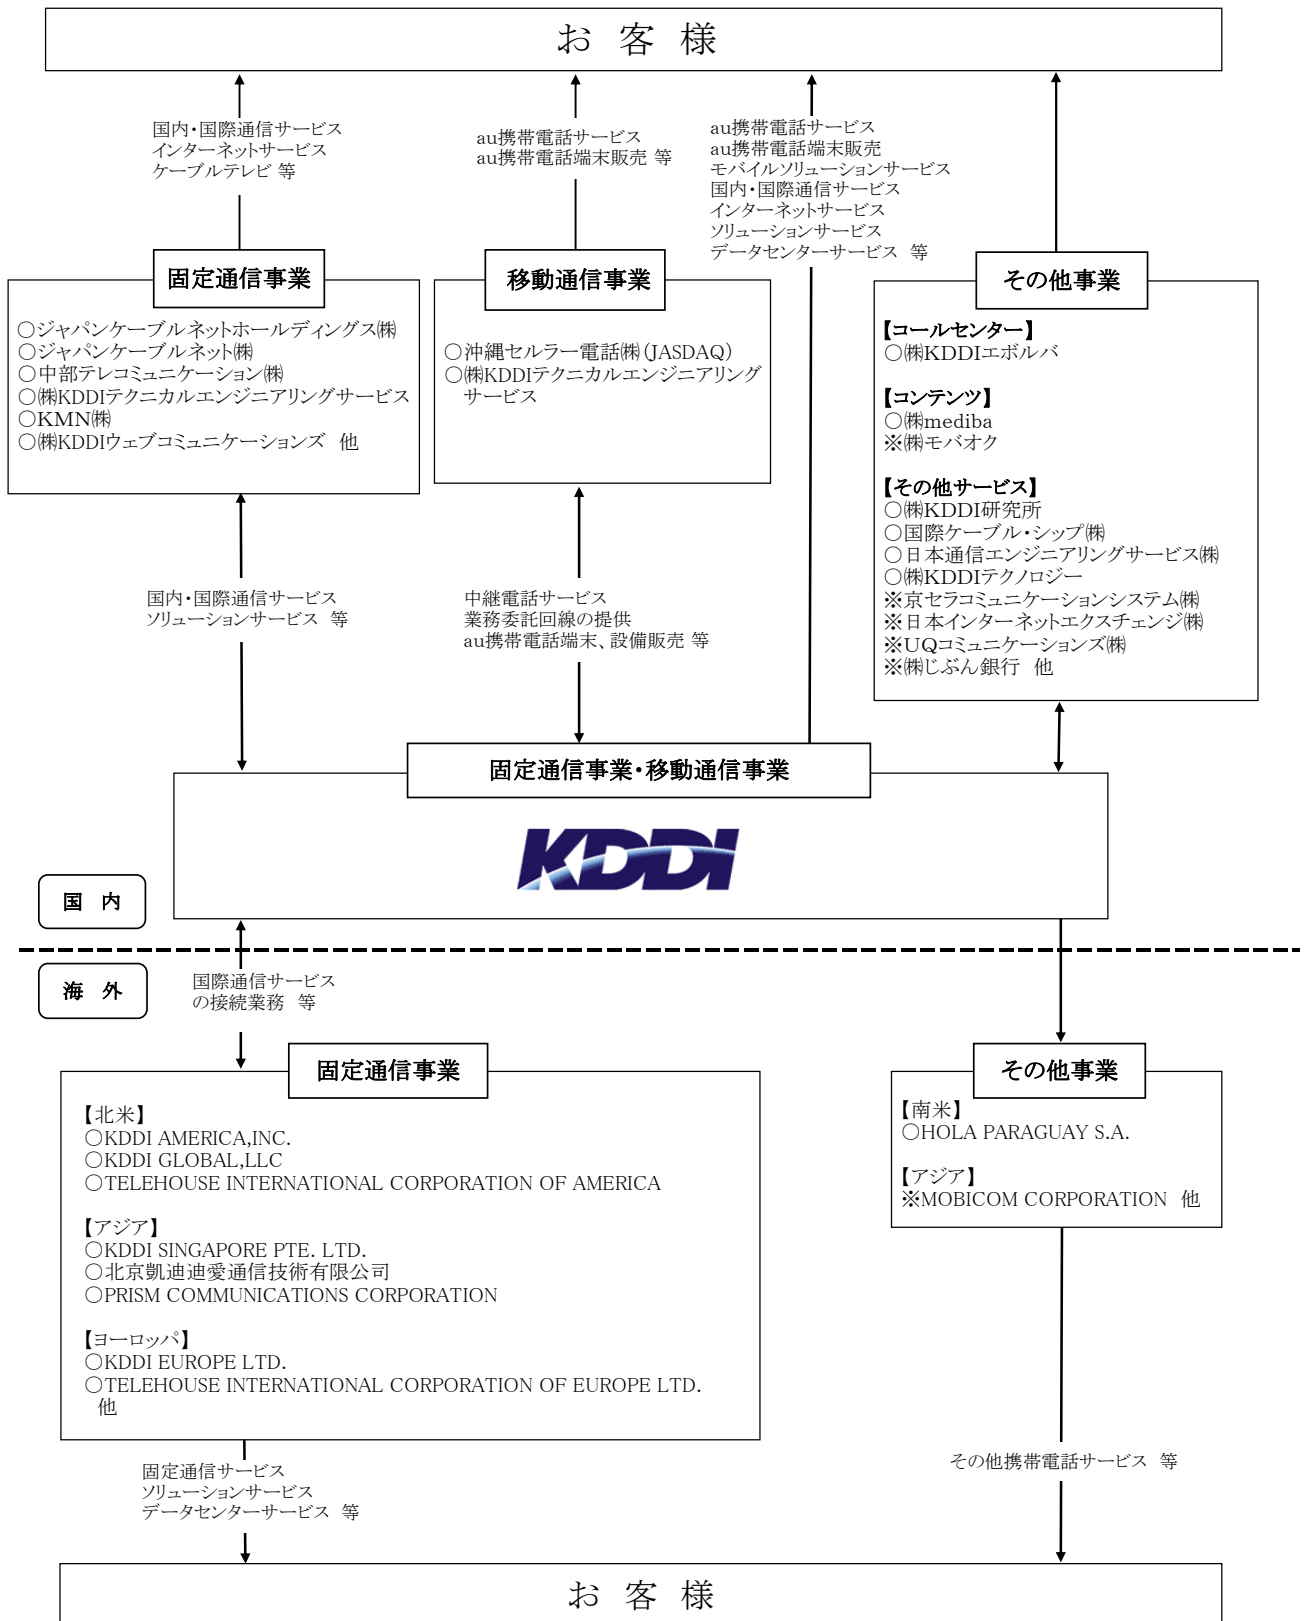 お 客 様
国内・国際通信サービス
インターネットサービス
ケーブルテレビ 等
au携帯電話サービス
au携帯電話端末販売 等
au携帯電話サービス
au携帯電話端末販売
モバイルソリューションサービス
国内・国際通信サービス
インターネットサービス
ソリューションサービス
データセンターサービス 等
固定通信事業
○ジャパンケーブルネットホールディングス㈱
○ジャパンケーブルネット㈱
○中部テレコミュニケーション㈱
○㈱KDDIテクニカルエンジニアリングサービス
○KMN㈱
○㈱KDDIウェブコミュニケーションズ 他
移動通信事業
○沖縄セルラー電話㈱(JASDAQ)
○㈱KDDIテクニカルエンジニアリング
サービス
その他事業
【コールセンター】
○㈱KDDIエボルバ
【コンテンツ】
○㈱mediba
※㈱モバオク
【その他サービス】
○㈱KDDI研究所
○国際ケーブル・シップ㈱
○日本通信エンジニアリングサービス㈱
○㈱KDDIテクノロジー
※京セラコミュニケーションシステム㈱
※日本インターネットエクスチェンジ㈱
※UQコミュニケーションズ㈱
※㈱じぶん銀行 他
国内・国際通信サービス
ソリューションサービス 等
中継電話サービス
業務委託回線の提供
au携帯電話端末、設備販売 等
固定通信事業・移動通信事業
KDDI
国 内
海 外
国際通信サービス
の接続業務 等
固定通信事業
【北米】
○KDDI AMERICA,INC.
○KDDI GLOBAL,LLC
○TELEHOUSE INTERNATIONAL CORPORATION OF AMERICA
【アジア】
○KDDI SINGAPORE PTE. LTD.
○北京凱迪迪愛通信技術有限公司
○PRISM COMMUNICATIONS CORPORATION
【ヨーロッパ】
○KDDI EUROPE LTD.
○TELEHOUSE INTERNATIONAL CORPORATION OF EUROPE LTD.
他
その他事業
【南米】
○HOLA PARAGUAY S.A.
【アジア】
※MOBICOM CORPORATION 他
固定通信サービス
ソリューションサービス
データセンターサービス 等
その他携帯電話サービス 等
お 客 様